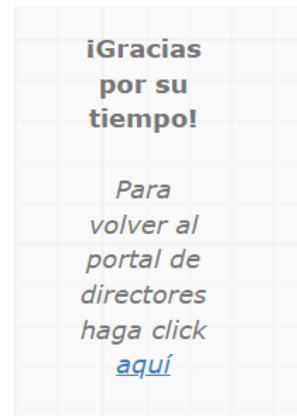 ¡Gracias
por su
tiempo!
Para
volver al
portal de
directores
haga click
aquí